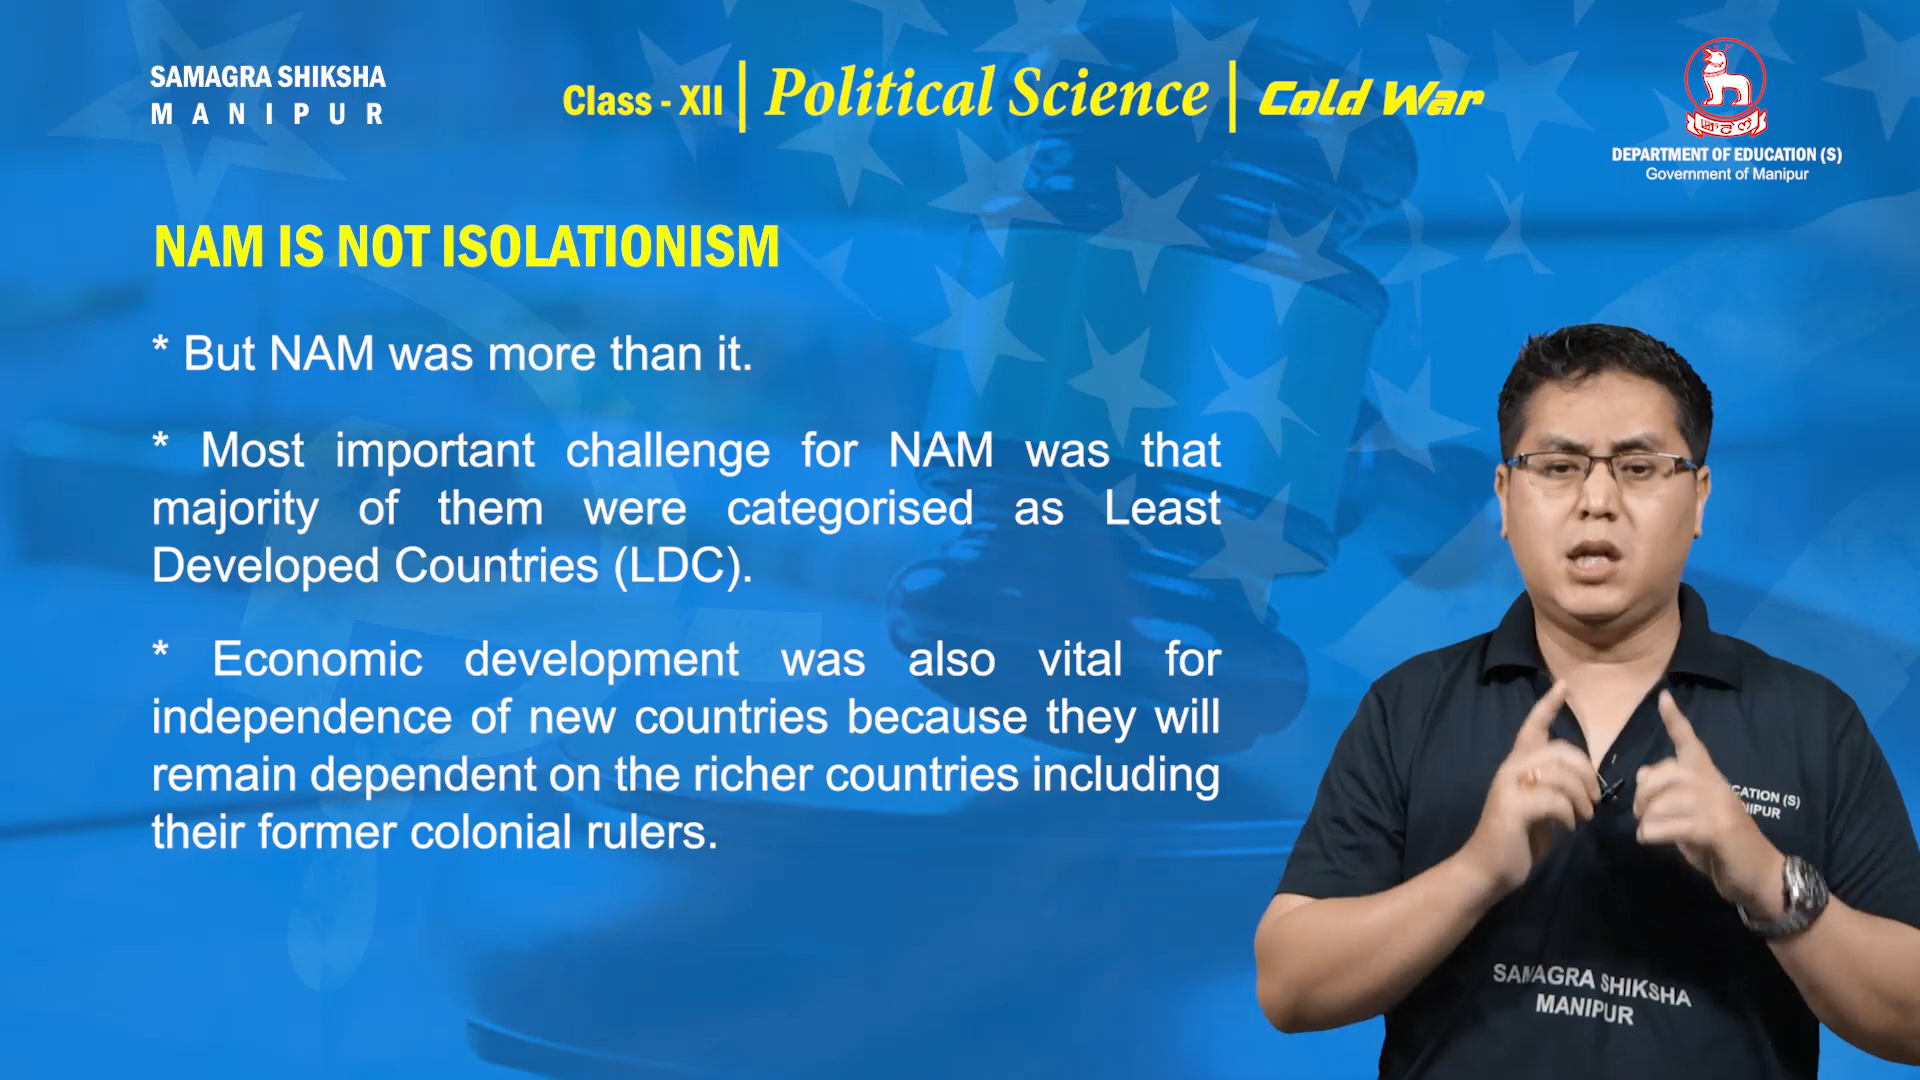 SAMAGRA SHIKSHA
MANIPUR
Class - XII | Political Science | Cold War
DEPARTMENT OF EDUCATION (S)
Government of Manipur
NAM IS NOT ISOLATIONISM
* But NAM was more than it.
* Most important challenge for NAM was that
majority of them were categorised as Least
Developed Countries (LDC).
* Economic development was also vital for
independence of new countries because they will
remain dependent on the richer countries including
their former colonial rulers.
CATION (S)
NIPUR
SAMAGRA SHIKSHA
MANIPUR